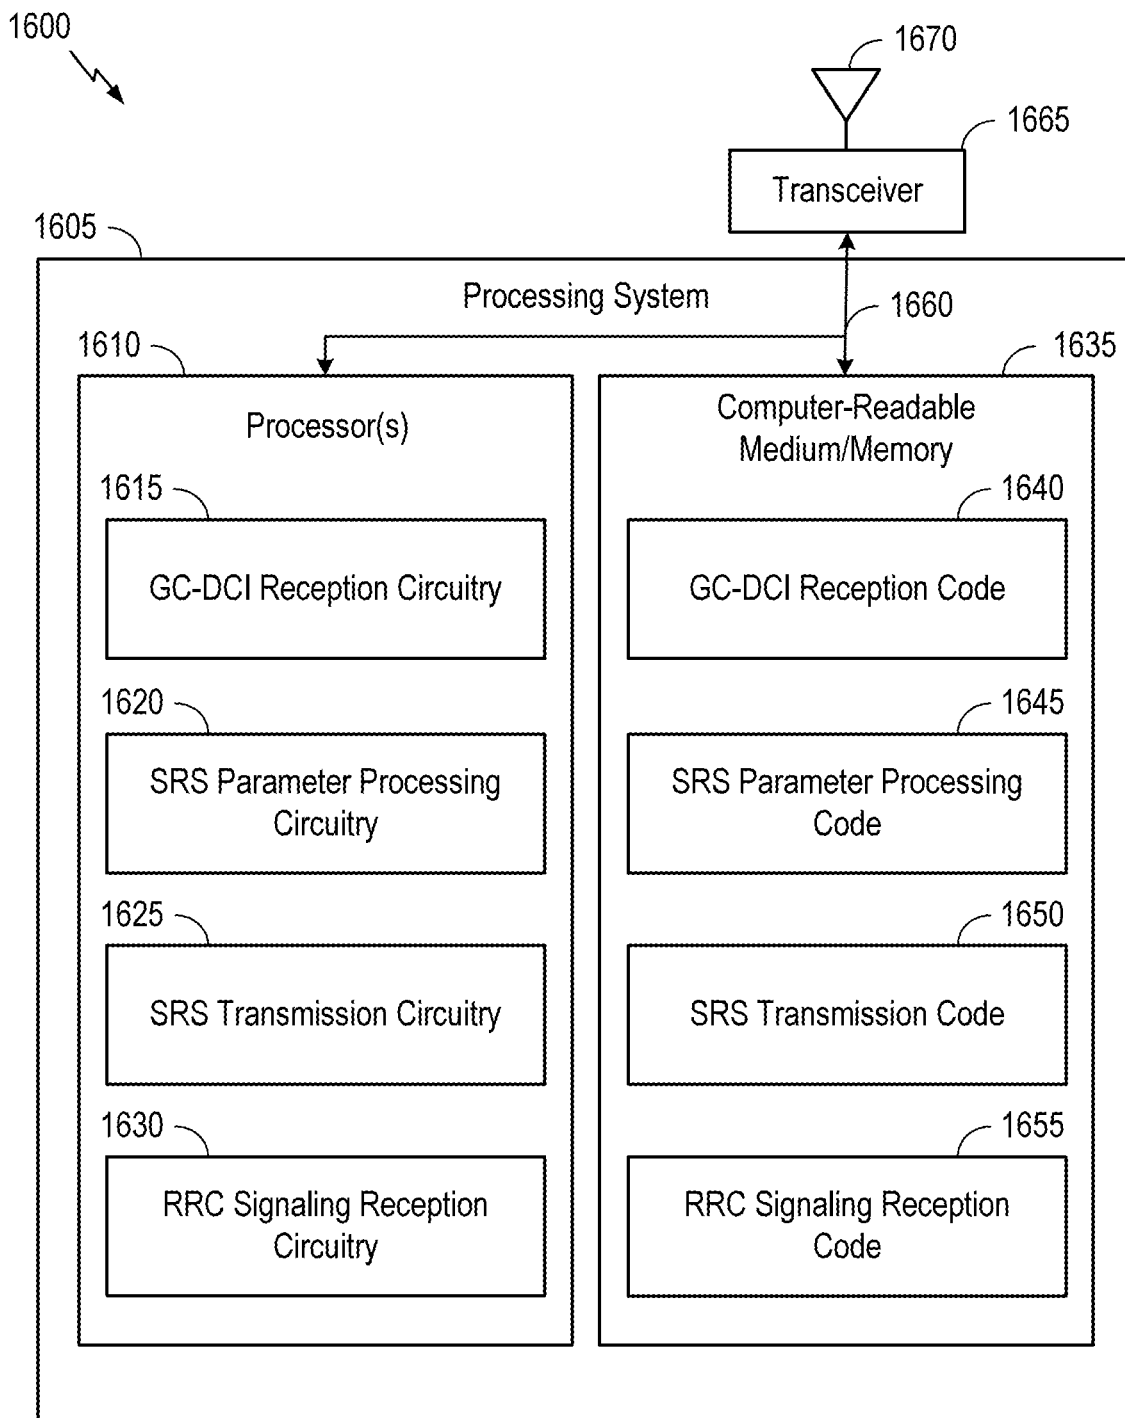 1600
1670
1665
Transceiver
1605
Processing System
1660
1610
Processor(s)
1635
Computer-Readable
Medium/Memory
1615
GC-DCI Reception Circuitry
1640
GC-DCI Reception Code
1620
SRS Parameter Processing
Circuitry
1645
SRS Parameter Processing
Code
1625
SRS Transmission Circuitry
1650
SRS Transmission Code
1630
RRC Signaling Reception
Circuitry
1655
RRC Signaling Reception
Code